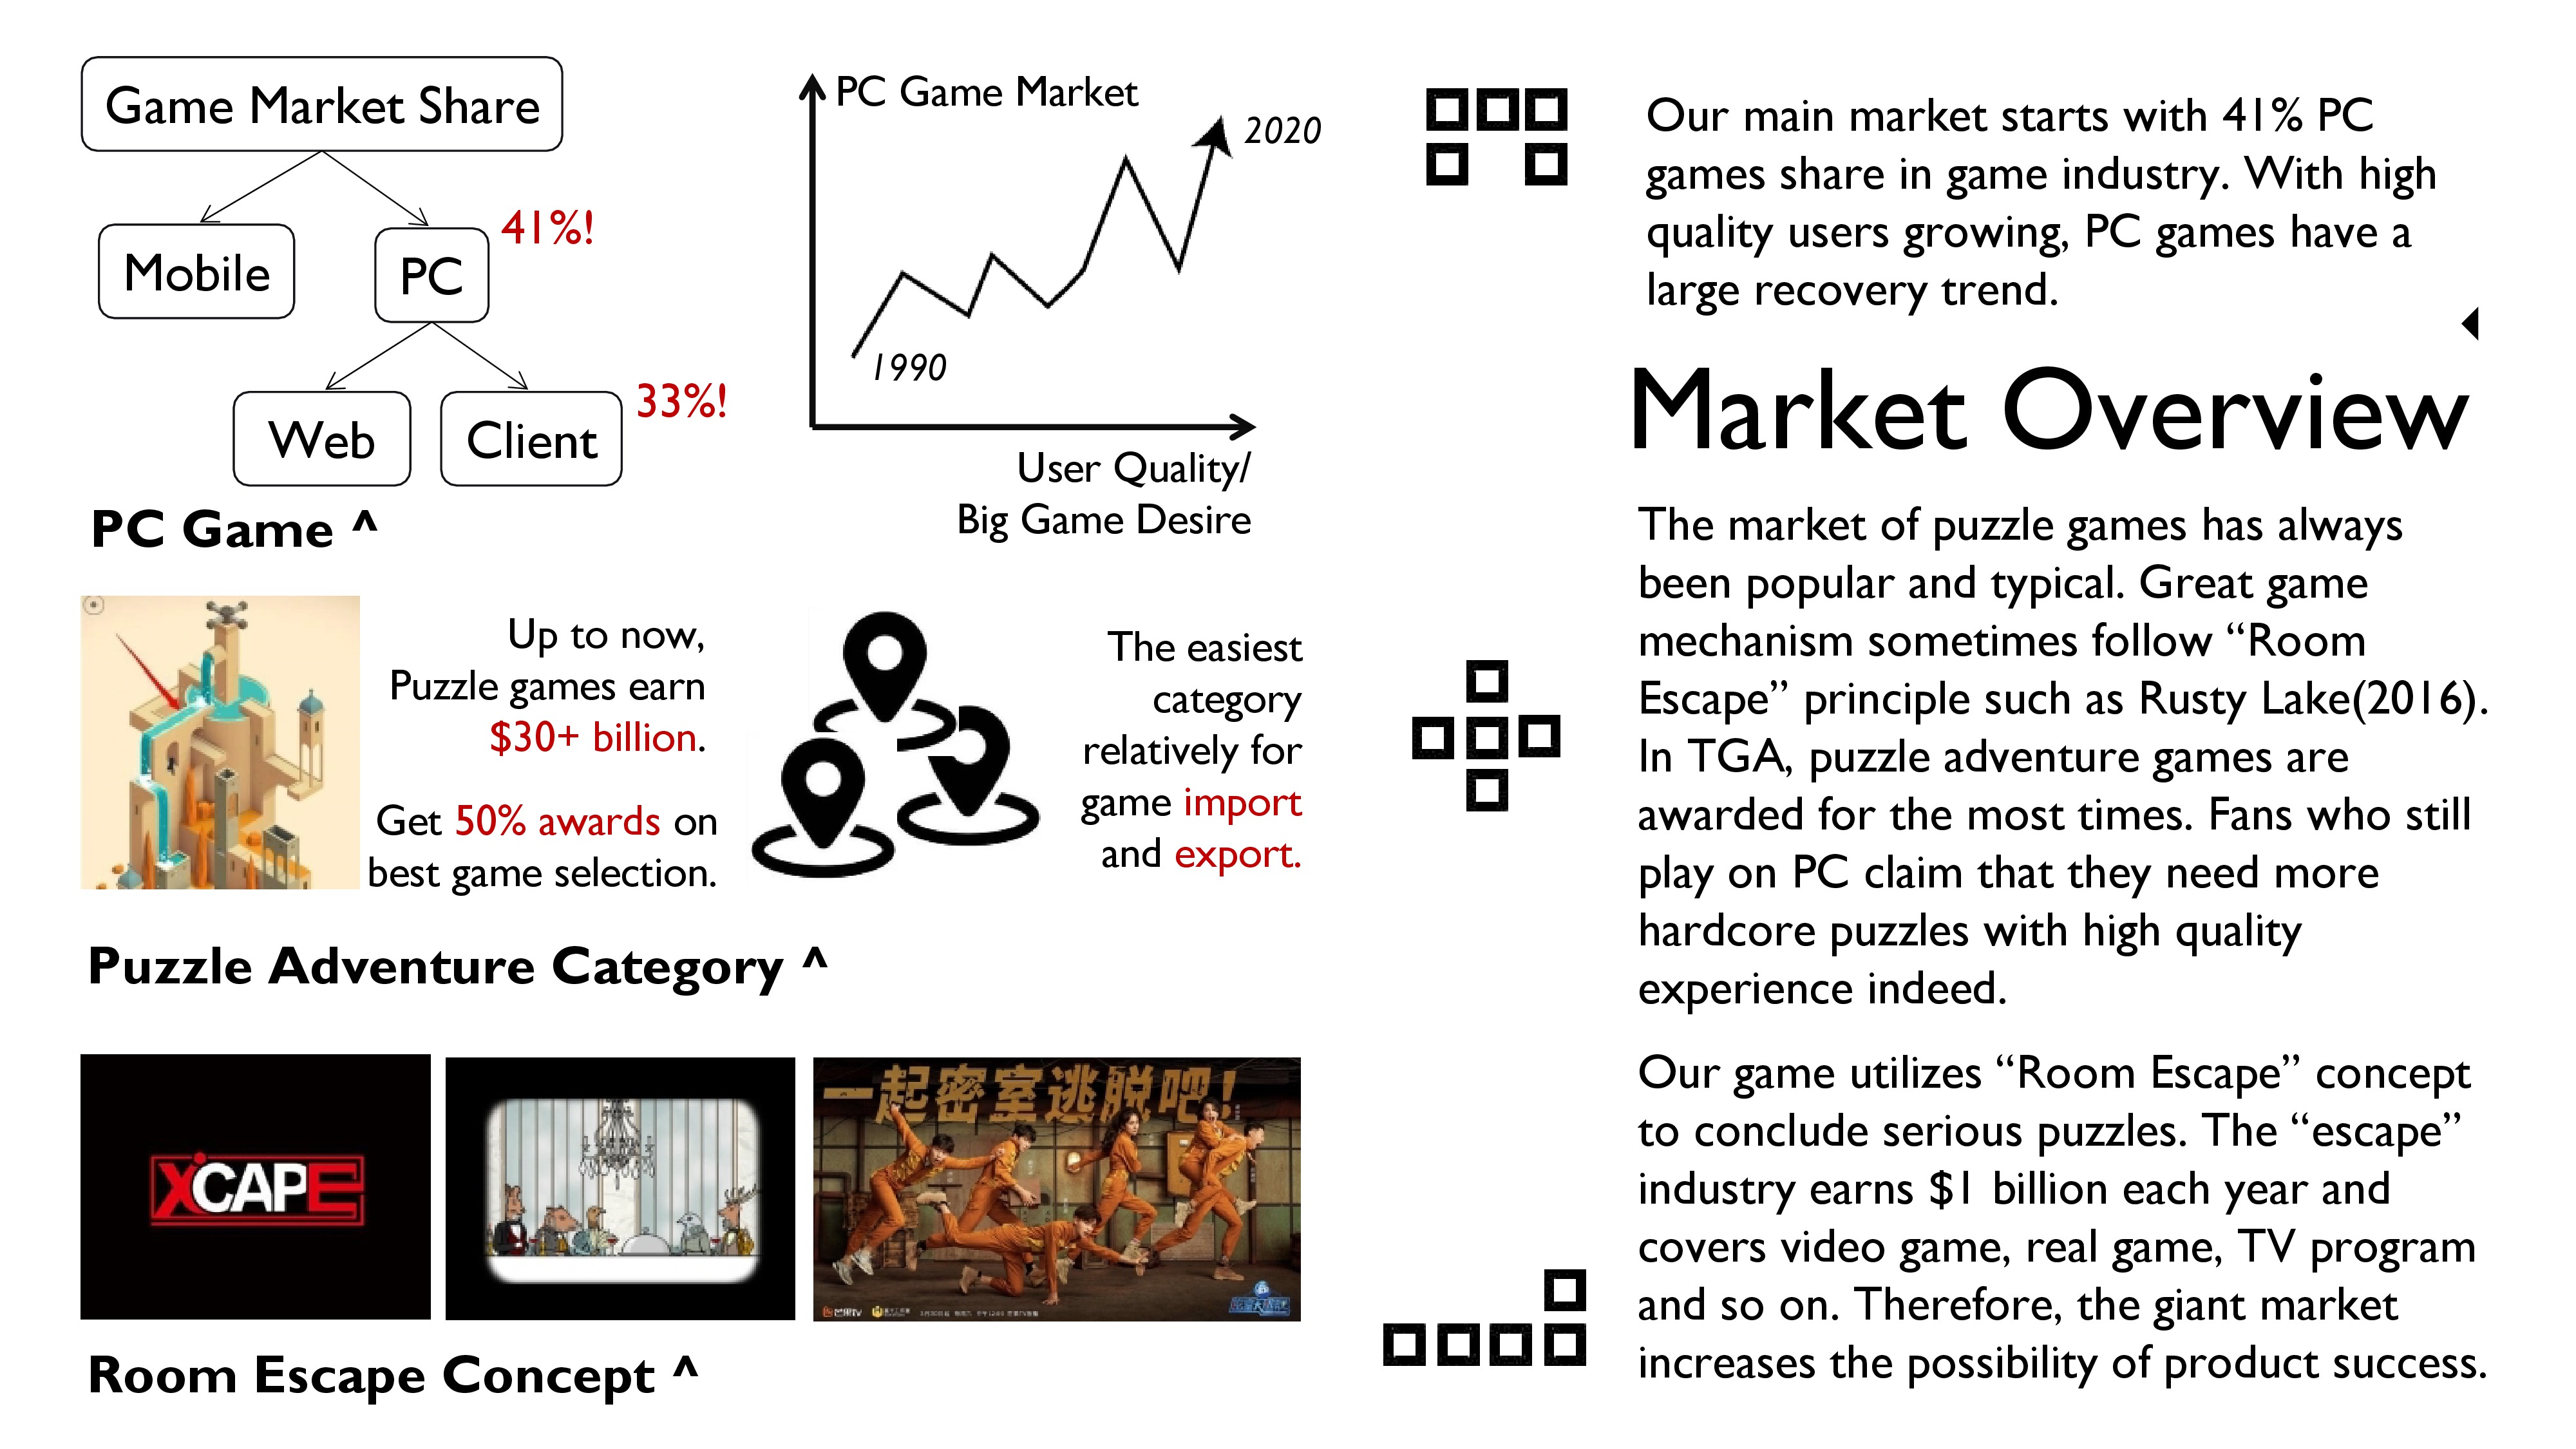 Game Market Share
Mobile
PC
41%!
Web
Client
33%!
PC Game ^
PC Game Market
2020
1990
User Quality/
Big Game Desire
Up to now,
Puzzle games earn
$30+ billion.
Get 50% awards on
best game selection.
The easiest
category
relatively for
game import
and export.
Puzzle Adventure Category ^
XCAPE
一起密室逃脱吧!
芒果TV
Room Escape Concept ^
Our main market starts with 41% PC
games share in game industry. With high
quality users growing, PC games have a
large recovery trend.
Market Overview
The market of puzzle games has always
been popular and typical. Great game
mechanism sometimes follow “Room
Escape” principle such as Rusty Lake(2016).
In TGA, puzzle adventure games are
awarded for the most times. Fans who still
play on PC claim that they need more
hardcore puzzles with high quality
experience indeed.
Our game utilizes “Room Escape” concept
to conclude serious puzzles. The “escape”
industry earns $1 billion each year and
covers video game, real game, TV program
and so on. Therefore, the giant market
increases the possibility of product success.